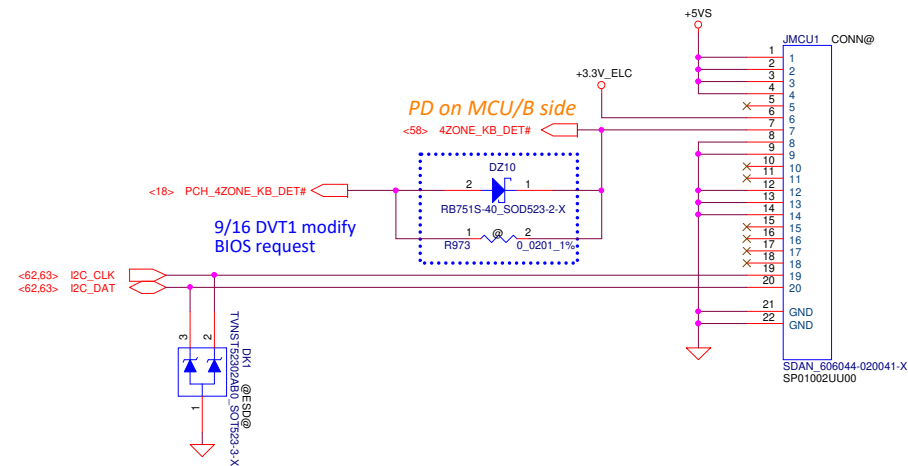 +5VS
JMCU1 CONN@
+3.3V_ELC
PD on MCU/B side
<58> 4ZONE_KB_DET#
DZ10
2 1
<18> PCH_4ZONE_KB_DET#
RB751S-40_SOD523-2-X
9/16 DVT1 modify
BIOS request
1 @ 2
R973 0_0201_1%
<62,63> I2C_CLK
<62,63> I2C_DAT
1 1
2 2
3 3
4 4
5 5
6 6
7 7
8 8
9 9
10 10
11 11
12 12
13 13
14 14
15 15
16 16
17 17
18 18
19 19
20 20
21 GND
22 GND
SDAN_606044-020041-X
SP01002UU00
3 2
1
DK1
@ESD@
TVNST52302AB0_SOT523-3-X